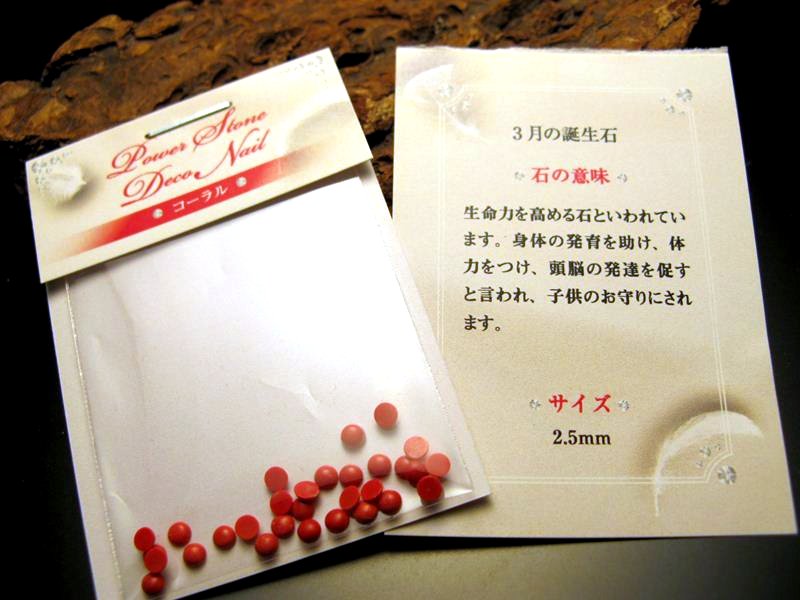 Power Stone
Deco Nail
コーラル
3月の誕生石
石の意味
生命力を高める石といわれてい
ます。身体の発育を助け、体
力をつけ、頭脳の発達を促す
と言われ、子供のお守りにされ
ます。
サイズ
2.5mm